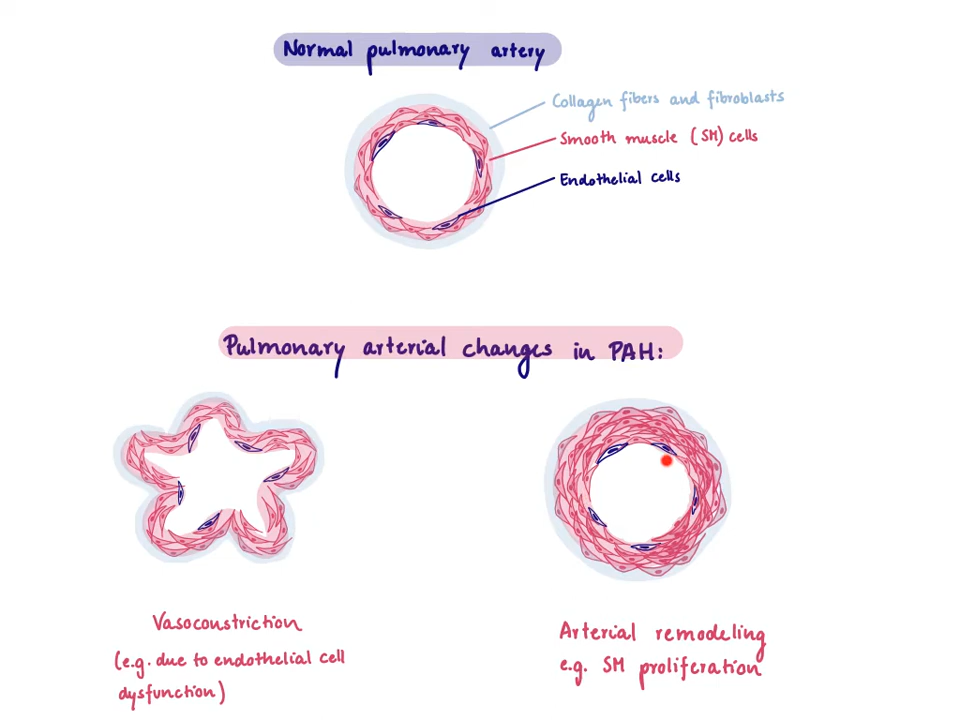 Normal pulmonary artery
Collagen fibers and fibroblasts
Smooth muscle (SM) cells
Endothelial cells
Pulmonary arterial changes in PAH:
Vasoconstriction
(e.g. due to endothelial cell
dysfunction)
Arterial remodeling
e.g. SM proliferation